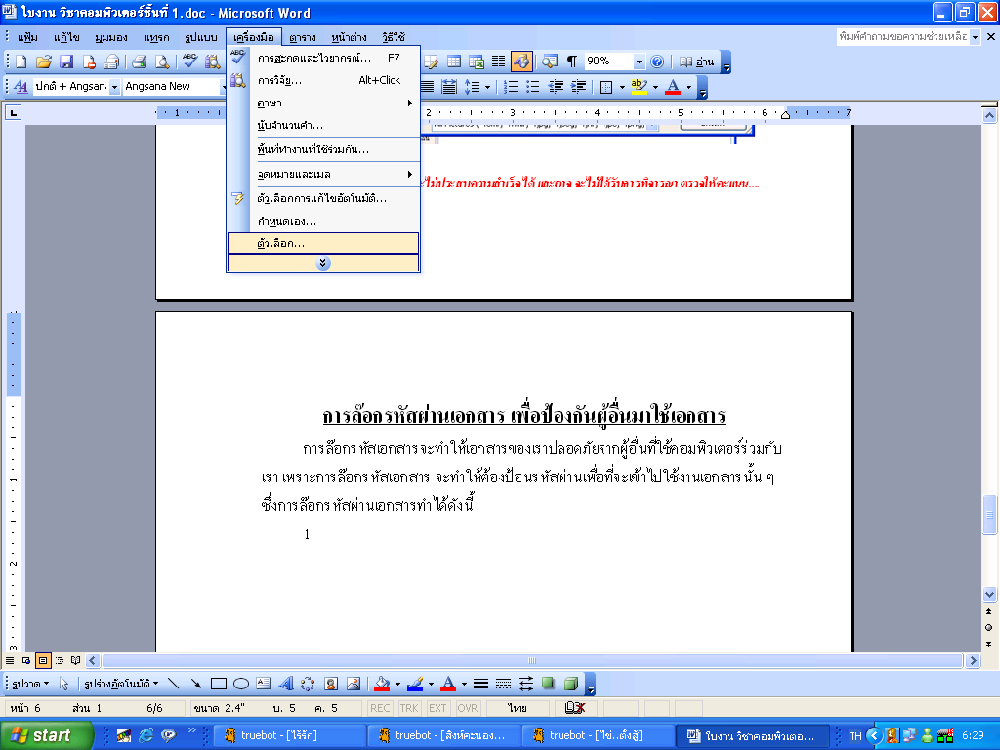 ใบงาน วิชาคอมพิวเตอร์ชิ้นที่ 1.doc - Microsoft Word
แฟ้ม แก้ไข มุมมอง แทรก รูปแบบ เครื่องมือ ตาราง หน้าต่าง วิธีใช้ พิมพ์คำถามขอความช่วยเหลือ
90% อ่าน
ปกติ + Angsan Angsana New
การสะกดและไวยากรณ์... F7
การวิจัย... Alt+Click
ภาษา
นับจำนวนคำ...
พื้นที่ทำงานที่ใช้ร่วมกัน...
จดหมายและเมล
ตัวเลือกการแก้ไขอัตโนมัติ...
กำหนดเอง...
ตัวเลือก...
1 2 3 4 5 6 7
จะไม่ประสบความสำเร็จ ได้ และอาจ จะไม่ได้รับการพิจารณา ตรวจให้คะแนน....
การล๊อกรหัสผ่านเอกสาร เพื่อป้องกันผู้อื่นมาใช้เอกสาร
การล๊อกรหัสเอกสารจะทำให้เอกสารของเราปลอดภัยจากผู้อื่นที่ใช้คอมพิวเตอร์ร่วมกับ
เรา เพราะการล๊อกรหัสเอกสาร จะทำให้ต้องป้อนรหัสผ่านเพื่อที่จะเข้าไปใช้งานเอกสารนั้น ๆ
ซึ่งการล๊อกรหัสผ่านเอกสารทำได้ดังนี้
1.
รูปวาด รูปร่างอัตโนมัติ
หน้า 6 ส่วน 1 6/6 ขนาด 2.4" บ. 5 ค. 5 REC TRK EXT OVR ไทย
start truebot - [ไร้รัก] truebot - [สิงห์คะนอง... truebot - [ไข่..ตั้งสู้] ใบงาน วิชาคอมพิวเตอ... TH 6:29